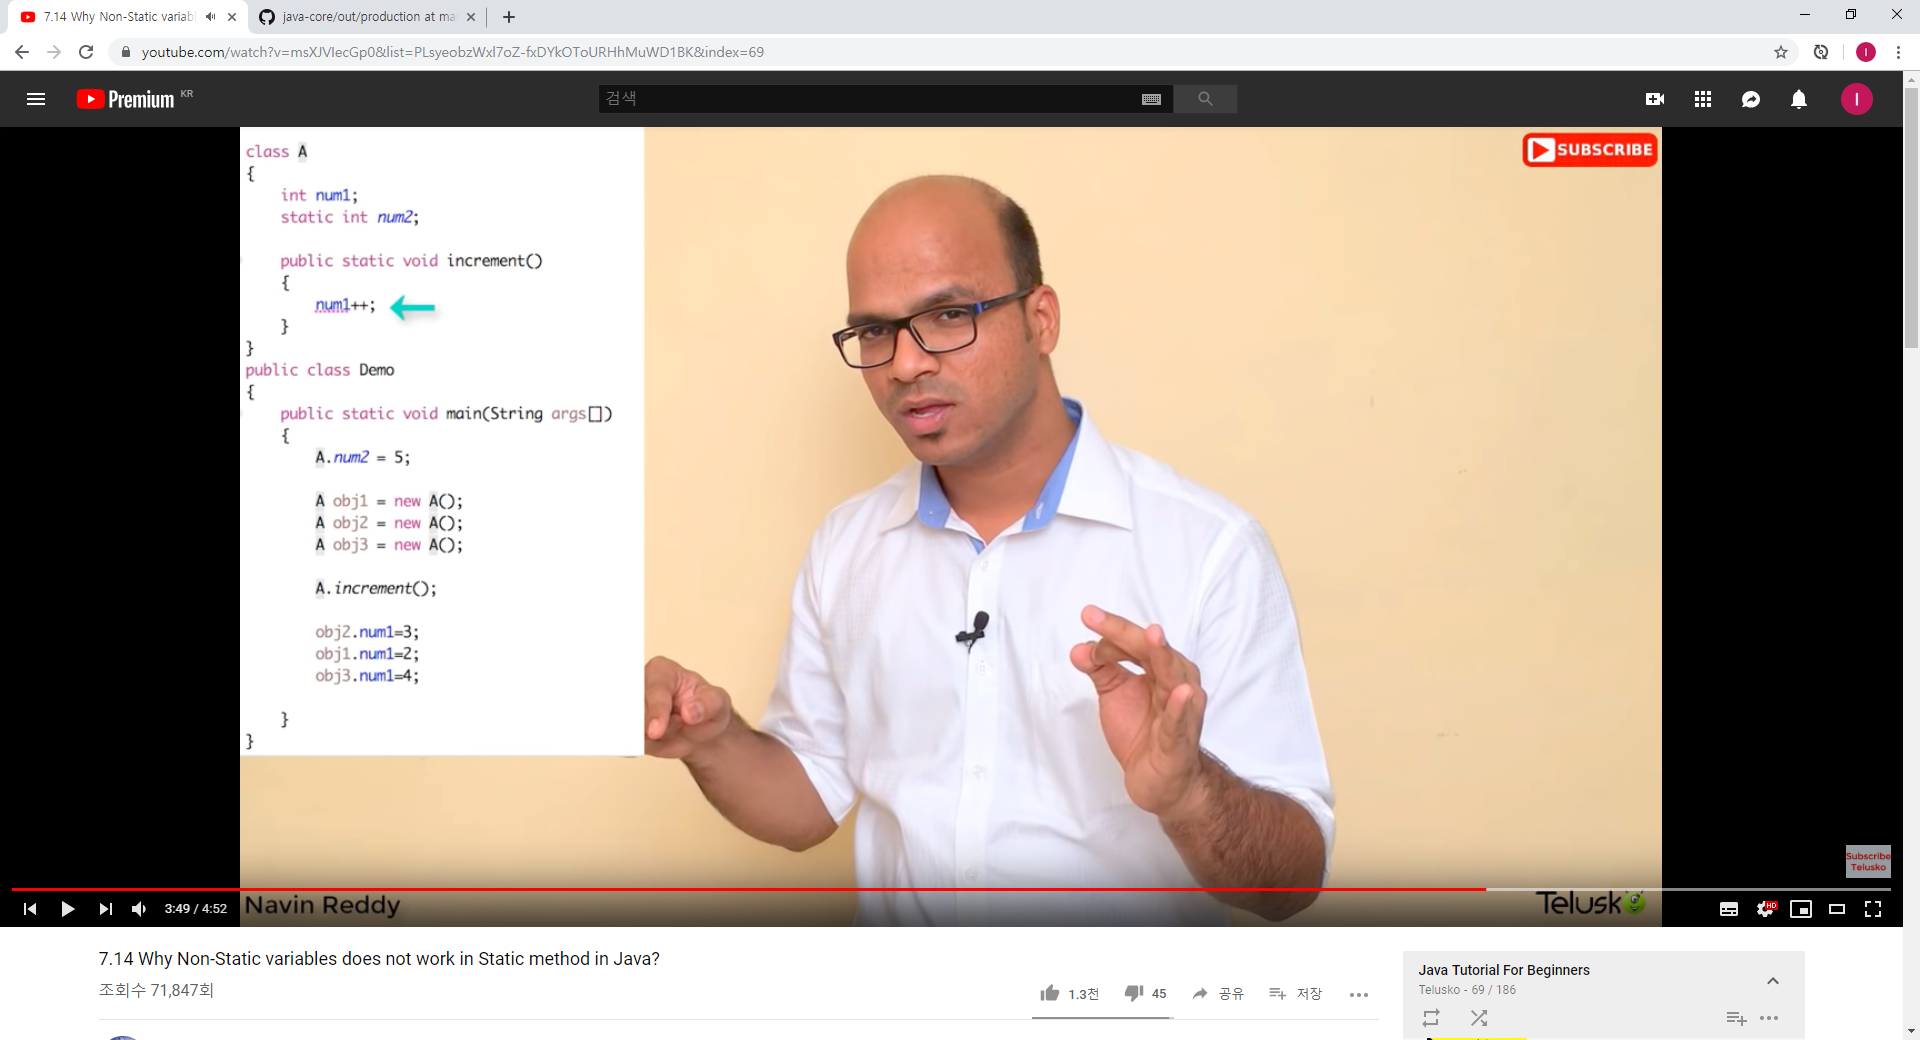 7.14 Why Non-Static variabl
java-core/out/production at ma
youtube.com/watch?v=msXJVIecGp0&list=PLsyeobzWxl7oZ-fxDYkOToURHhMuWD1BK&index=69
I
Premium KR
검색
I
class A
{
int num1;
static int num2;
public static void increment()
{
num1++;
}
}
public class Demo
{
public static void main(String args[])
{
A.num2 = 5;
A obj1 = new A();
A obj2 = new A();
A obj3 = new A();
A.increment();
obj2.num1=3;
obj1.num1=2;
obj3.num1=4;
}
}
SUBSCRIBE
Subscribe
Telusko
3:49 / 4:52
Navin Reddy
Telusk
HD
7.14 Why Non-Static variables does not work in Static method in Java?
조회수 71,847회
1.3천
45
공유
저장
Java Tutorial For Beginners
Telusko - 69 / 186